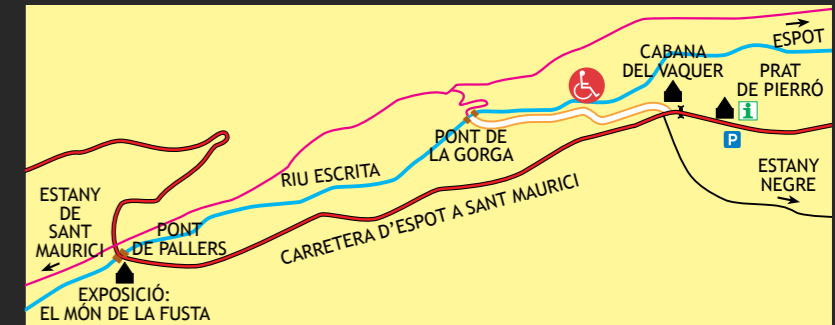 ESPOT
CABANA
DEL VAQUER
PRAT
DE PIERRÓ
i
P
PONT DE
LA GORGA
ESTANY
NEGRE
RIU ESCRITA
CARRETERA D'ESPOT A SANT MAURICI
ESTANY
DE
SANT
MAURICI
PONT
DE PALLERS
EXPOSICIÓ:
EL MÓN DE LA FUSTA